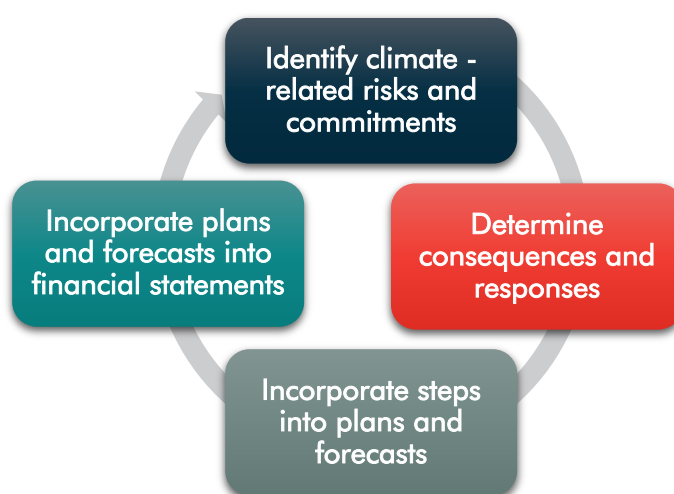 Identify climate -
related risks and
commitments
Determine
consequences and
responses
Incorporate steps
into plans and
forecasts
Incorporate plans
and forecasts into
financial statements